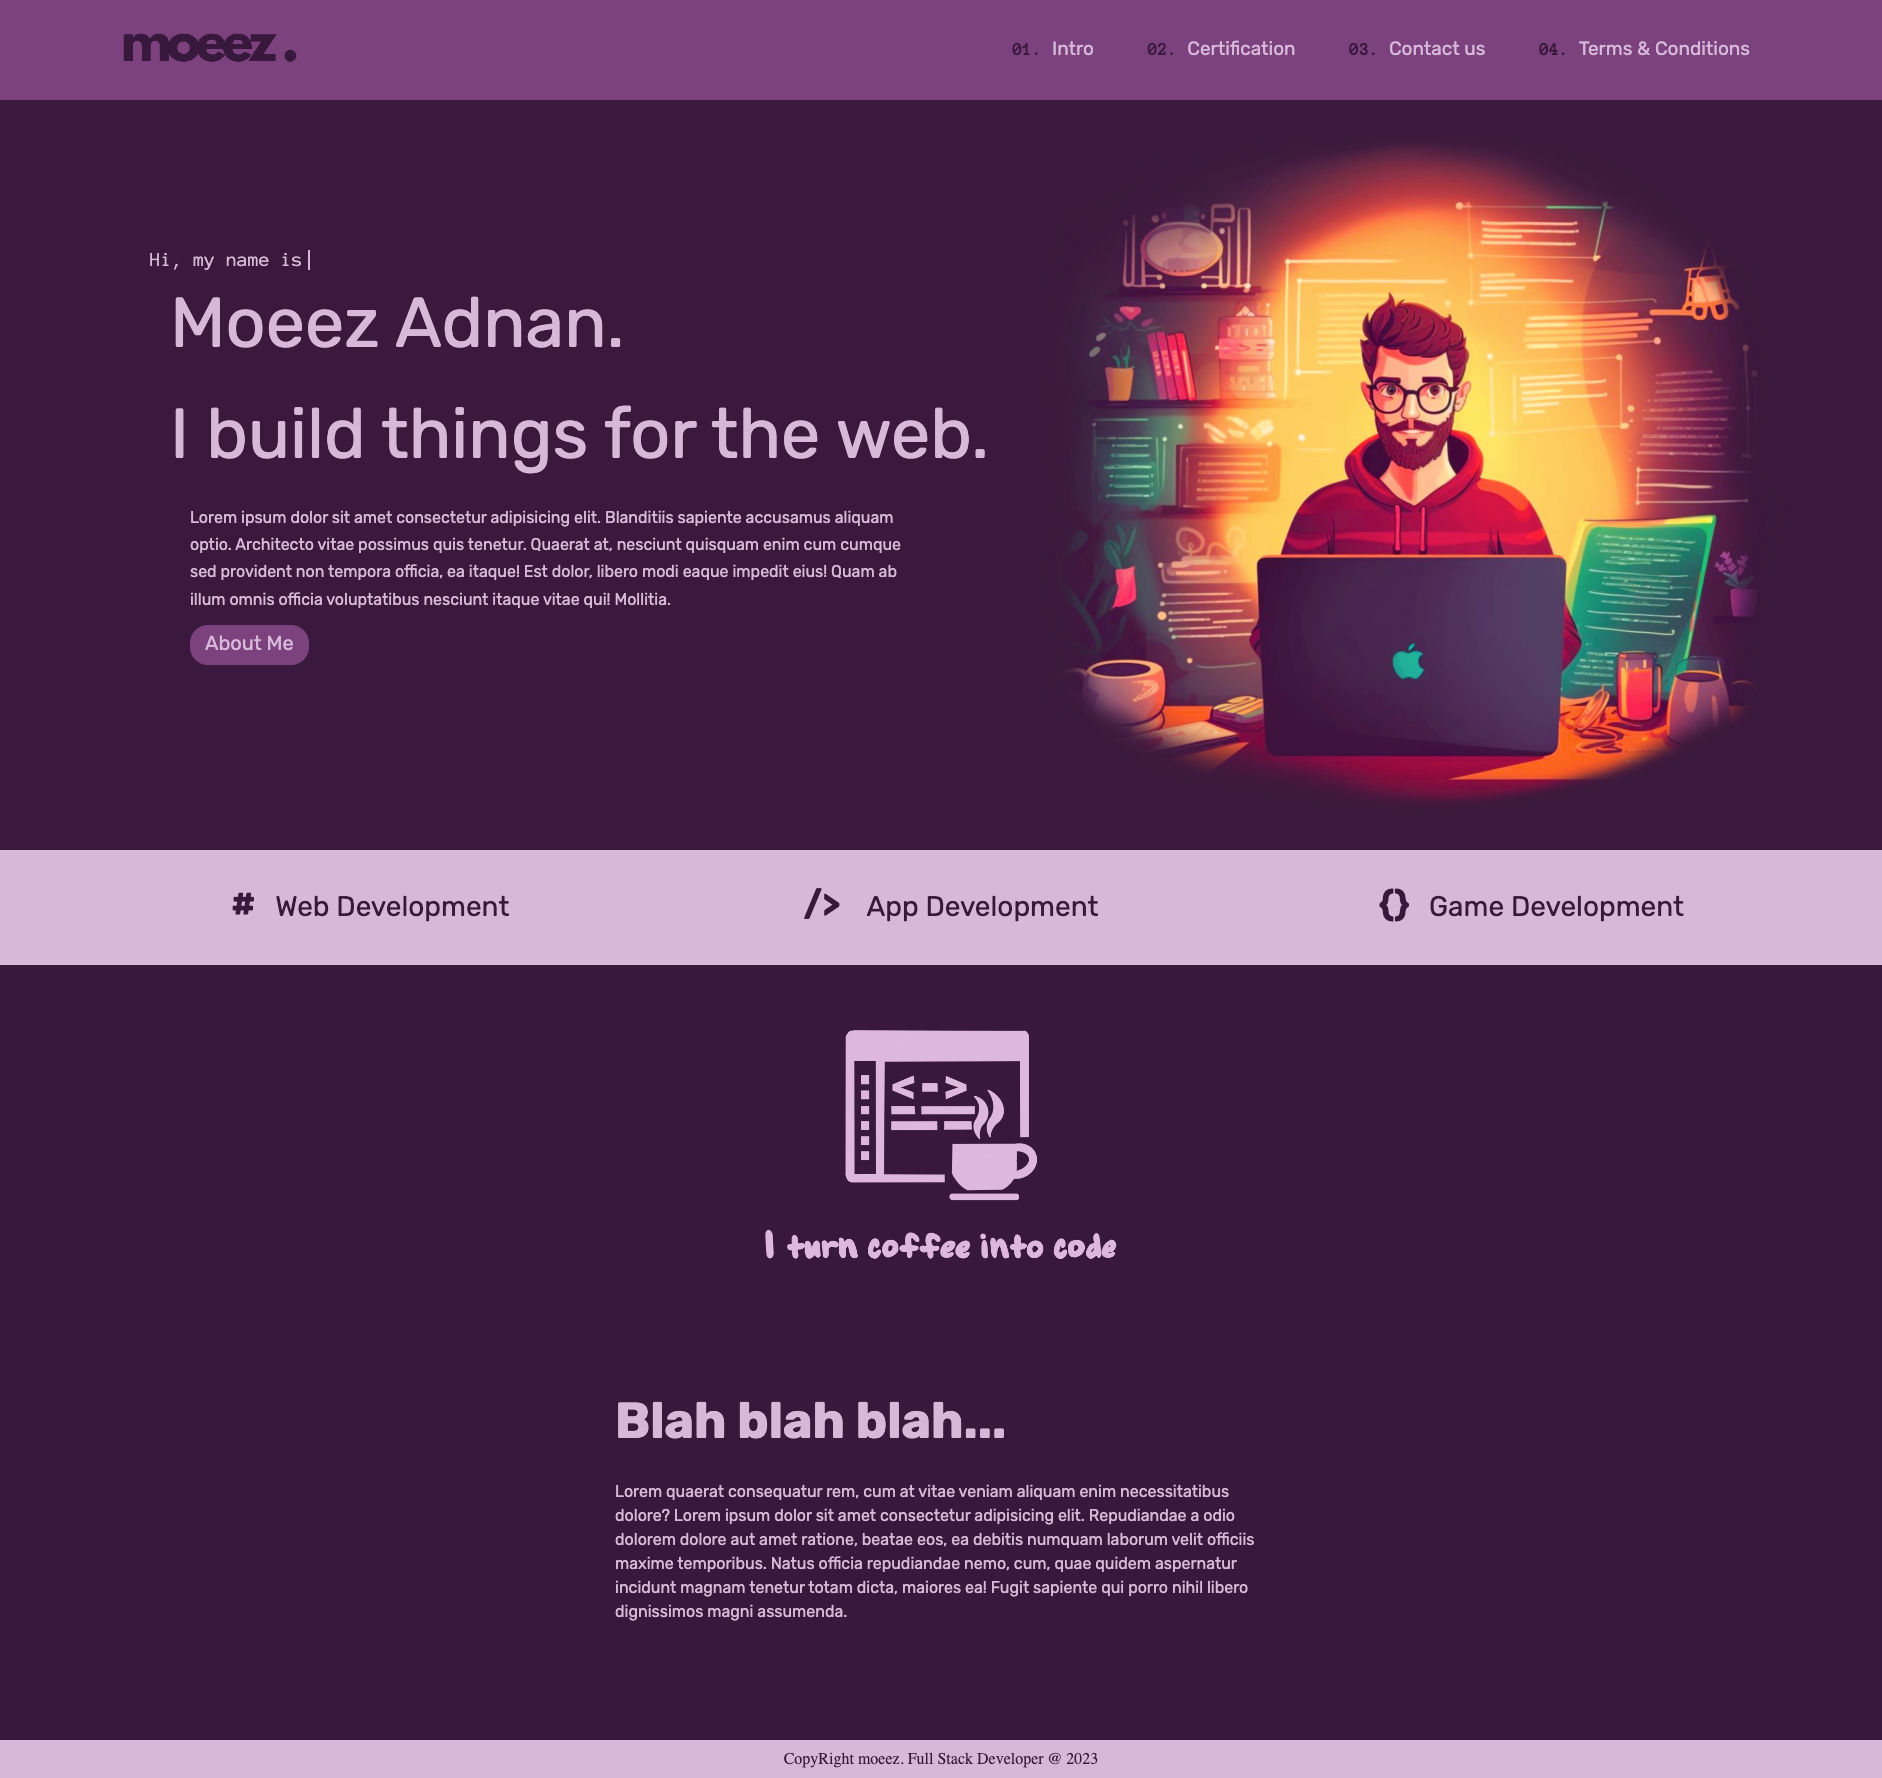 moeez.
01. Intro
02. Certification
03. Contact us
04. Terms & Conditions
Hi, my name is|
Moeez Adnan.
I build things for the web.
Lorem ipsum dolor sit amet consectetur adipisicing elit. Blanditiis sapiente accusamus aliquam
optio. Architecto vitae possimus quis tenetur. Quaerat at, nesciunt quisquam enim cum cumque
sed provident non tempora officia, ea itaque! Est dolor, libero modi eaque impedit eius! Quam ab
illum omnis officia voluptatibus nesciunt itaque vitae qui! Mollitia.
About Me
# Web Development
/> App Development
{} Game Development
<->
I turn coffee into code
Blah blah blah...
Lorem quaerat consequatur rem, cum at vitae veniam aliquam enim necessitatibus
dolore? Lorem ipsum dolor sit amet consectetur adipisicing elit. Repudiandae a odio
dolorem dolore aut amet ratione, beatae eos, ea debitis numquam laborum velit officiis
maxime temporibus. Natus officia repudiandae nemo, cum, quae quidem aspernatur
incidunt magnam tenetur totam dicta, maiores ea! Fugit sapiente qui porro nihil libero
dignissimos magni assumenda.
CopyRight moeez. Full Stack Developer @ 2023